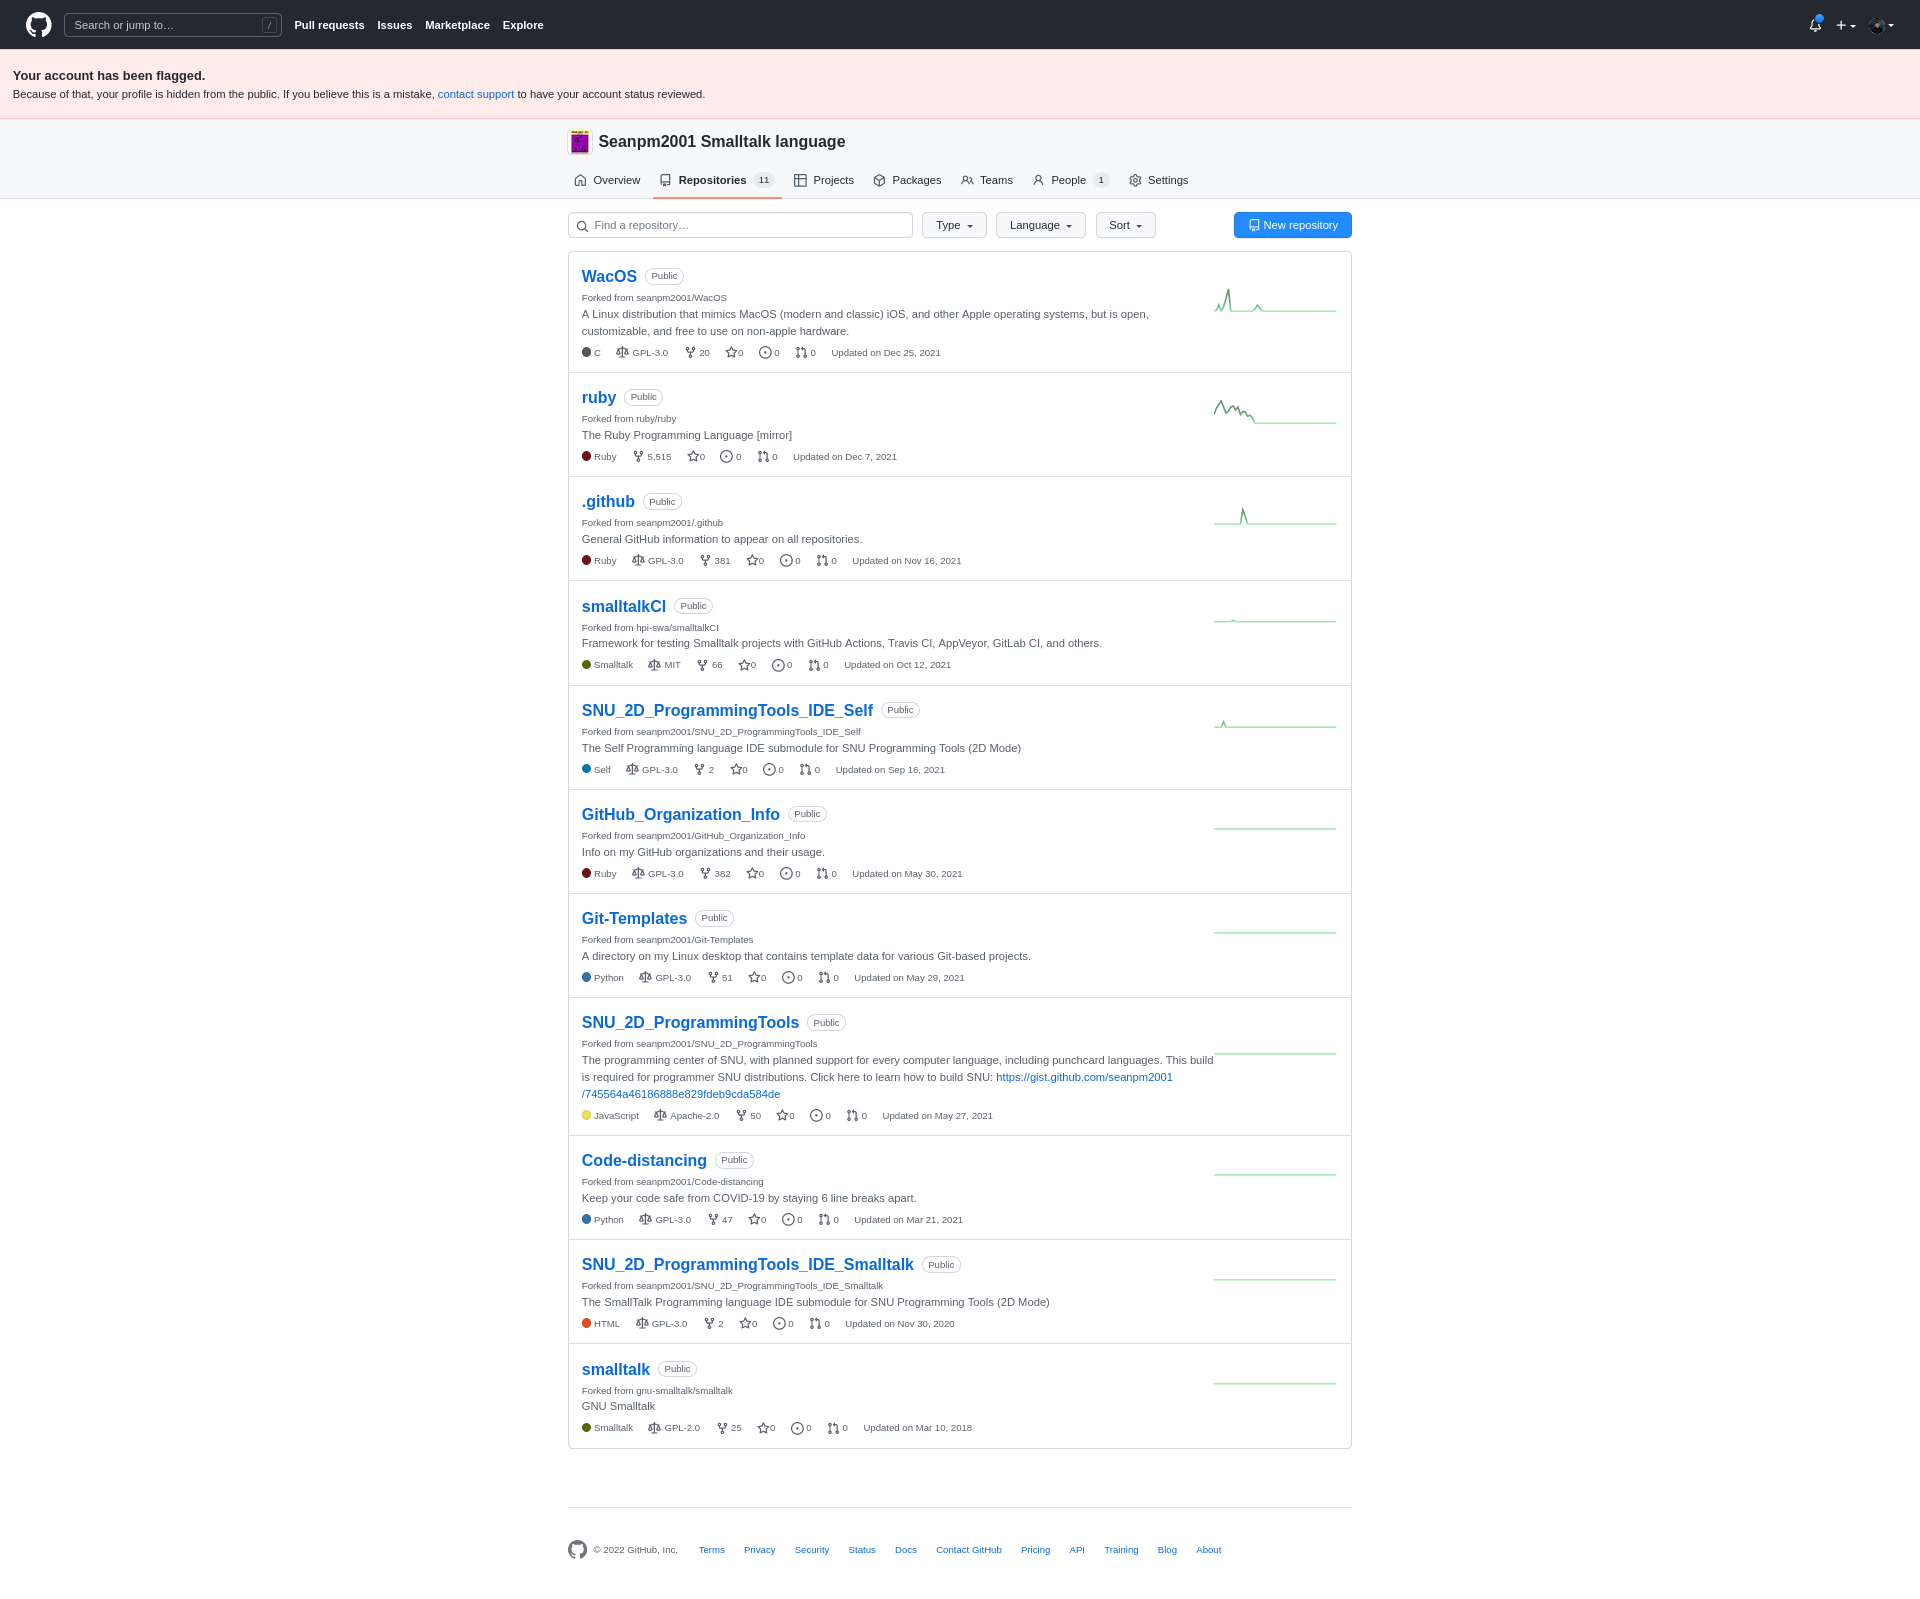 Search or jump to… /
Pull requests Issues Marketplace Explore
Your account has been flagged.
Because of that, your profile is hidden from the public. If you believe this is a mistake, contact support to have your account status reviewed.
Seanpm2001 Smalltalk language
Overview Repositories 11 Projects Packages Teams People 1 Settings
Find a repository… Type Language Sort New repository
WacOS Public
Forked from seanpm2001/WacOS
A Linux distribution that mimics MacOS (modern and classic) iOS, and other Apple operating systems, but is open,
customizable, and free to use on non-apple hardware.
C GPL-3.0 20 0 0 0 Updated on Dec 25, 2021
ruby Public
Forked from ruby/ruby
The Ruby Programming Language [mirror]
Ruby 5,515 0 0 0 Updated on Dec 7, 2021
.github Public
Forked from seanpm2001/.github
General GitHub information to appear on all repositories.
Ruby GPL-3.0 381 0 0 0 Updated on Nov 16, 2021
smalltalkCI Public
Forked from hpi-swa/smalltalkCI
Framework for testing Smalltalk projects with GitHub Actions, Travis CI, AppVeyor, GitLab CI, and others.
Smalltalk MIT 66 0 0 0 Updated on Oct 12, 2021
SNU_2D_ProgrammingTools_IDE_Self Public
Forked from seanpm2001/SNU_2D_ProgrammingTools_IDE_Self
The Self Programming language IDE submodule for SNU Programming Tools (2D Mode)
Self GPL-3.0 2 0 0 0 Updated on Sep 16, 2021
GitHub_Organization_Info Public
Forked from seanpm2001/GitHub_Organization_Info
Info on my GitHub organizations and their usage.
Ruby GPL-3.0 382 0 0 0 Updated on May 30, 2021
Git-Templates Public
Forked from seanpm2001/Git-Templates
A directory on my Linux desktop that contains template data for various Git-based projects.
Python GPL-3.0 51 0 0 0 Updated on May 29, 2021
SNU_2D_ProgrammingTools Public
Forked from seanpm2001/SNU_2D_ProgrammingTools
The programming center of SNU, with planned support for every computer language, including punchcard languages. This build
is required for programmer SNU distributions. Click here to learn how to build SNU: https://gist.github.com/seanpm2001
/745564a46186888e829fdeb9cda584de
JavaScript Apache-2.0 50 0 0 0 Updated on May 27, 2021
Code-distancing Public
Forked from seanpm2001/Code-distancing
Keep your code safe from COVID-19 by staying 6 line breaks apart.
Python GPL-3.0 47 0 0 0 Updated on Mar 21, 2021
SNU_2D_ProgrammingTools_IDE_Smalltalk Public
Forked from seanpm2001/SNU_2D_ProgrammingTools_IDE_Smalltalk
The SmallTalk Programming language IDE submodule for SNU Programming Tools (2D Mode)
HTML GPL-3.0 2 0 0 0 Updated on Nov 30, 2020
smalltalk Public
Forked from gnu-smalltalk/smalltalk
GNU Smalltalk
Smalltalk GPL-2.0 25 0 0 0 Updated on Mar 10, 2018
© 2022 GitHub, Inc. Terms Privacy Security Status Docs Contact GitHub Pricing API Training Blog About